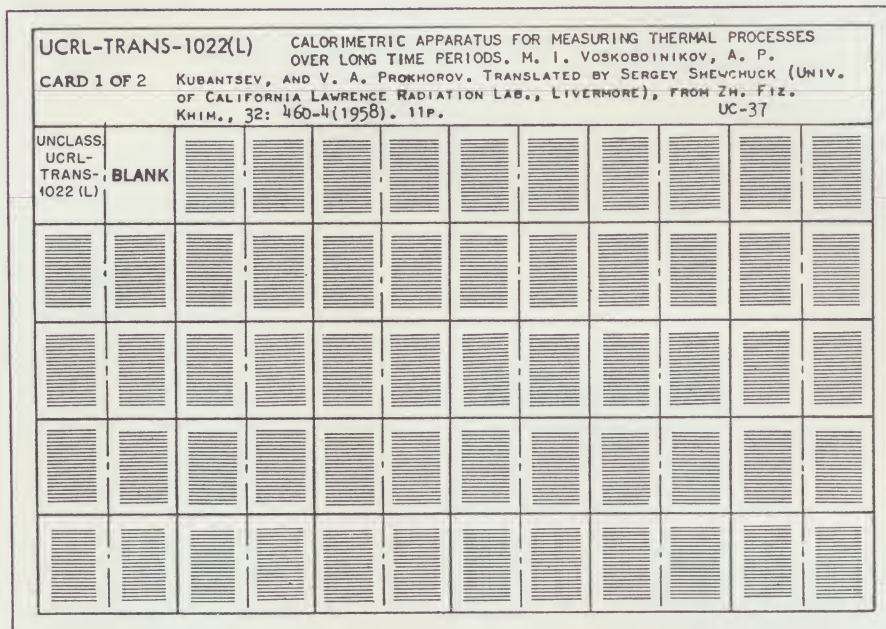 UCRL-TRANS-1022(L) CALORIMETRIC APPARATUS FOR MEASURING THERMAL PROCESSES
OVER LONG TIME PERIODS. M. I. VOSKOBOINIKOV, A. P.
CARD 1 OF 2 KUBANTSEV, AND V. A. PROKHOROV. TRANSLATED BY SERGEY SHEWCHUCK (UNIV.
OF CALIFORNIA LAWRENCE RADIATION LAB., LIVERMORE), FROM ZH. FIZ.
KHIM., 32: 460-4(1958). 11P. UC-37
UNCLASS.
UCRL-
TRANS-
1022 (L)
BLANK